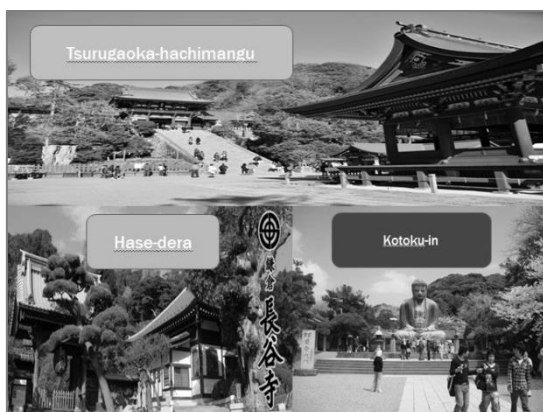 Tsurugaoka-hachimangu
Hase-dera
鎌倉
長谷寺
Kotoku-in